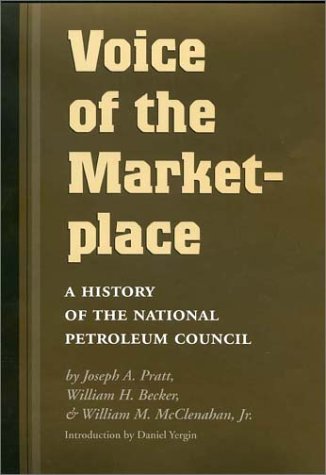 Voice
of the
Market-
place
A HISTORY
OF THE NATIONAL
PETROLEUM COUNCIL
by Joseph A. Pratt,
William H. Becker,
& William M. McClenahan, Jr.
Introduction by Daniel Yergin